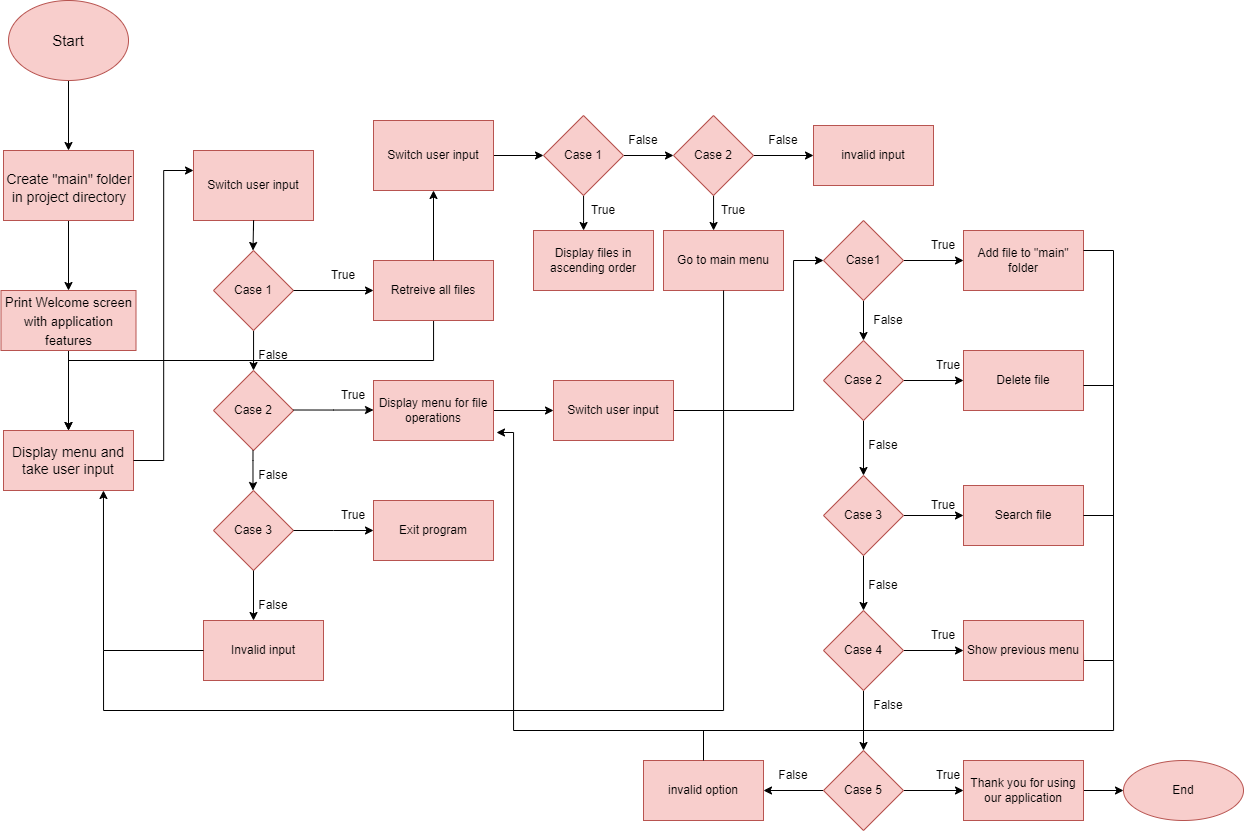 Start
Create "main" folder
in project directory
Print Welcome screen
with application
features
Display menu and
take user input
Switch user input
Case 1
True
Retreive all files
False
Case 2
True
Display menu for file
operations
False
Case 3
True
Exit program
False
Invalid input
Switch user input
Case 1
False
Case 2
False
invalid input
True
Display files in
ascending order
True
Go to main menu
Switch user input
Case1
True
Add file to "main"
folder
False
Case 2
True
Delete file
False
Case 3
True
Search file
False
Case 4
True
Show previous menu
False
Case 5
False
invalid option
True
Thank you for using
our application
End